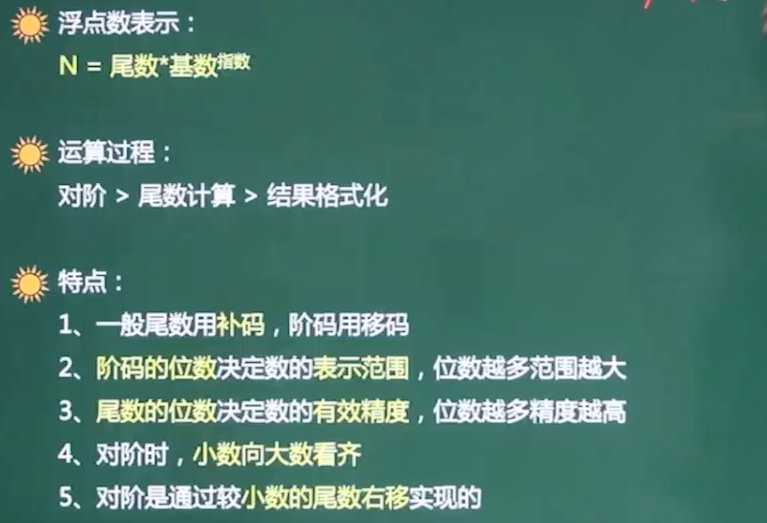 浮点数表示：
N = 尾数*基数指数
运算过程：
对阶 > 尾数计算 > 结果格式化
特点：
1、一般尾数用补码，阶码用移码
2、阶码的位数决定数的表示范围，位数越多范围越大
3、尾数的位数决定数的有效精度，位数越多精度越高
4、对阶时，小数向大数看齐
5、对阶是通过较小数的尾数右移实现的